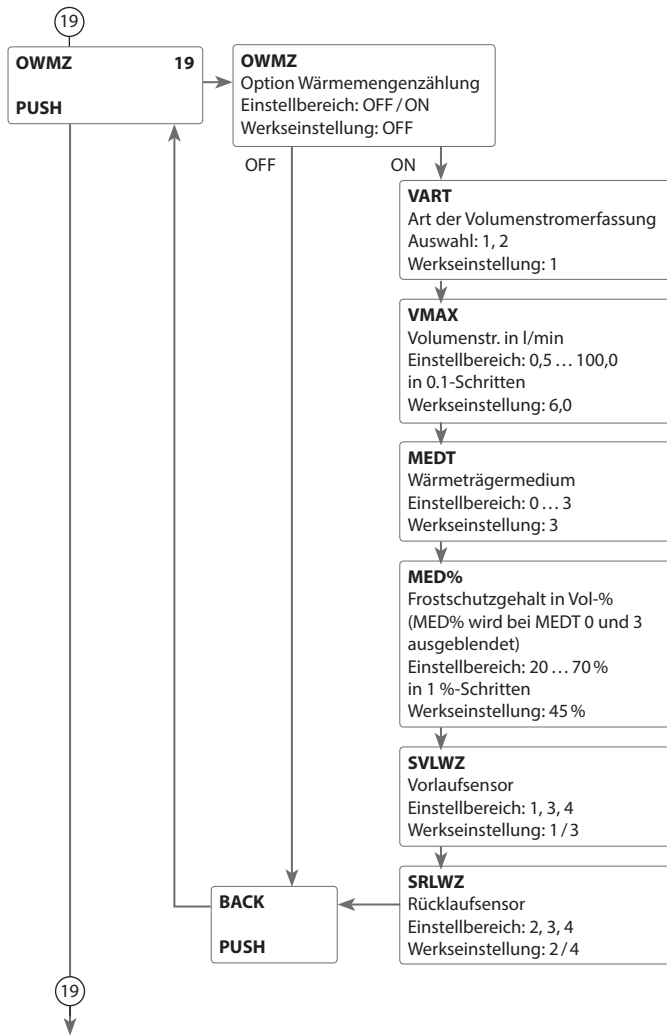 19
OWMZ 19
PUSH
OWMZ
Option Wärmemengenzählung
Einstellbereich: OFF / ON
Werkseinstellung: OFF
OFF
ON
VART
Art der Volumenstromerfassung
Auswahl: 1, 2
Werkseinstellung: 1
VMAX
Volumenstr. in l/min
Einstellbereich: 0,5 … 100,0
in 0.1-Schritten
Werkseinstellung: 6,0
MEDT
Wärmeträgermedium
Einstellbereich: 0 … 3
Werkseinstellung: 3
MED%
Frostschutzgehalt in Vol-%
(MED% wird bei MEDT 0 und 3
ausgeblendet)
Einstellbereich: 20 … 70 %
in 1 %-Schritten
Werkseinstellung: 45 %
SVLWZ
Vorlaufsensor
Einstellbereich: 1, 3, 4
Werkseinstellung: 1 / 3
SRLWZ
Rücklaufsensor
Einstellbereich: 2, 3, 4
Werkseinstellung: 2 / 4
BACK
PUSH
19